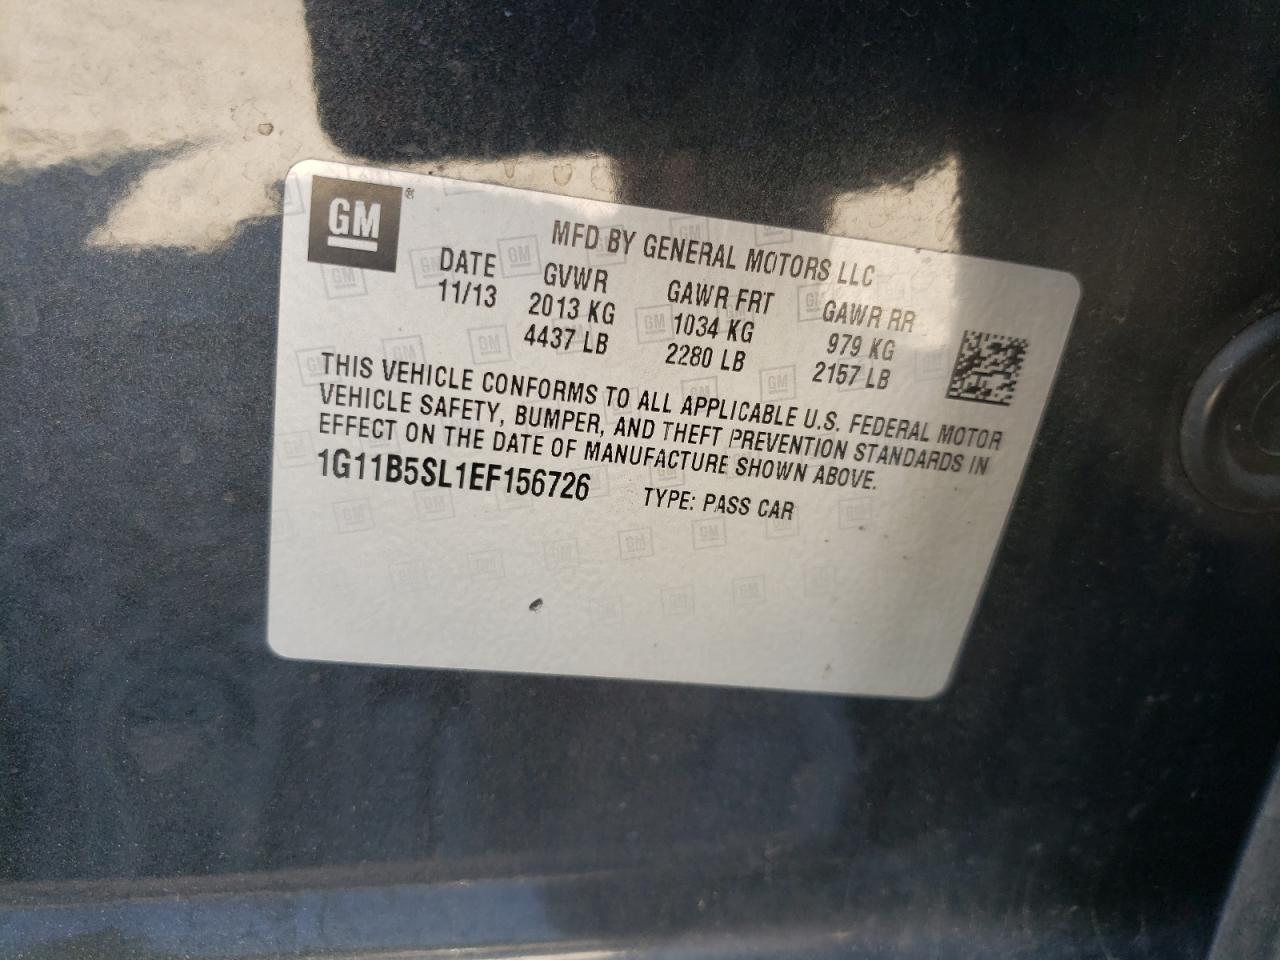 GM®
MFD BY GENERAL MOTORS LLC
DATE GVWR GAWR FRT GAWR RR
11/13 2013 KG 1034 KG 979 KG
4437 LB 2280 LB 2157 LB
THIS VEHICLE CONFORMS TO ALL APPLICABLE U.S. FEDERAL MOTOR
VEHICLE SAFETY, BUMPER, AND THEFT PREVENTION STANDARDS IN
EFFECT ON THE DATE OF MANUFACTURE SHOWN ABOVE.
1G11B5SL1EF156726 TYPE: PASS CAR